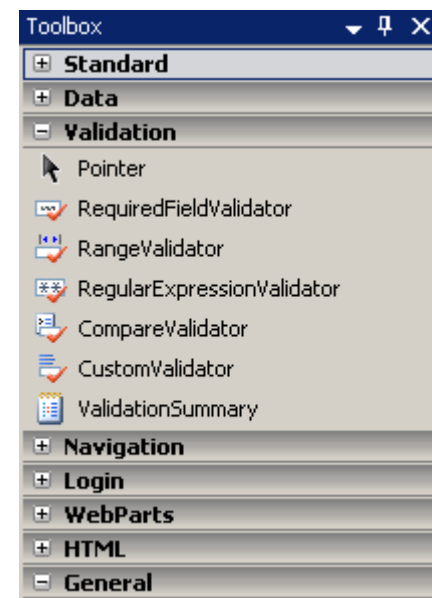 Toolbox
Standard
Data
Validation
Pointer
RequiredFieldValidator
RangeValidator
RegularExpressionValidator
CompareValidator
CustomValidator
ValidationSummary
Navigation
Login
WebParts
HTML
General